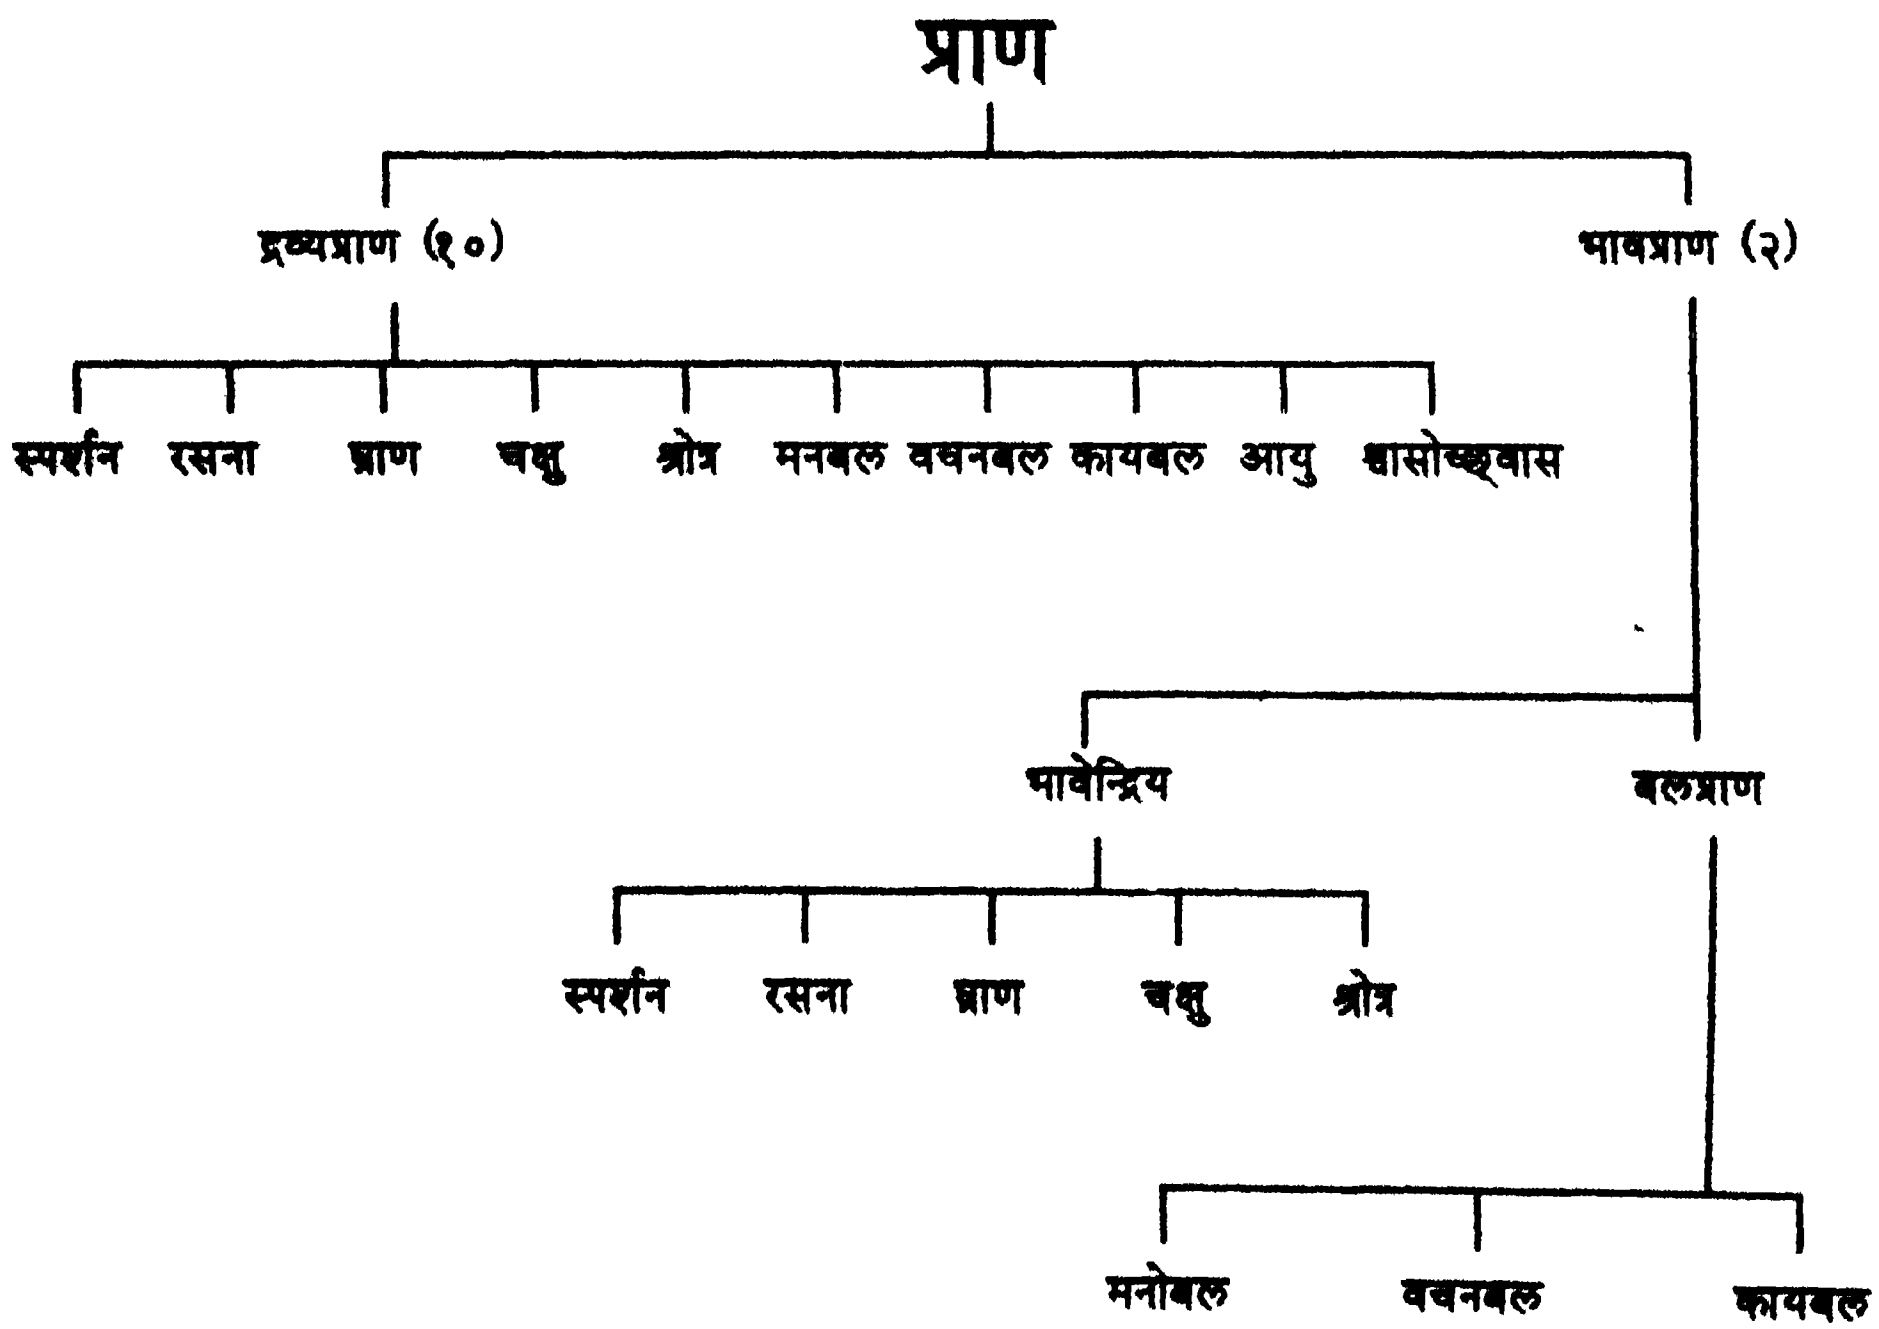 प्राण
द्रव्यप्राण (१०) भावप्राण (२)
स्पर्शन रसना घ्राण चक्षु श्रोत्र मनबल वचनबल कायबल आयु श्वासोच्छ्वास
भावेन्द्रिय बलप्राण
स्पर्शन रसना घ्राण चक्षु श्रोत्र
मनोबल वचनबल कायबल